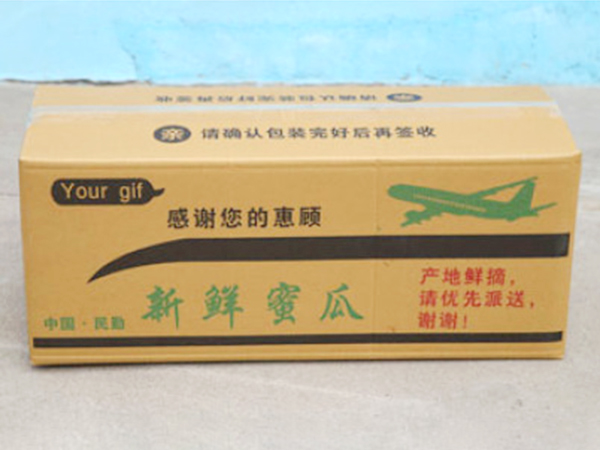 请确认包装完好后再签收 亲
亲 请确认包装完好后再签收
Your gif
感谢您的惠顾
产地鲜摘，
请优先派送，
谢谢！
新鲜蜜瓜
中国·民勤